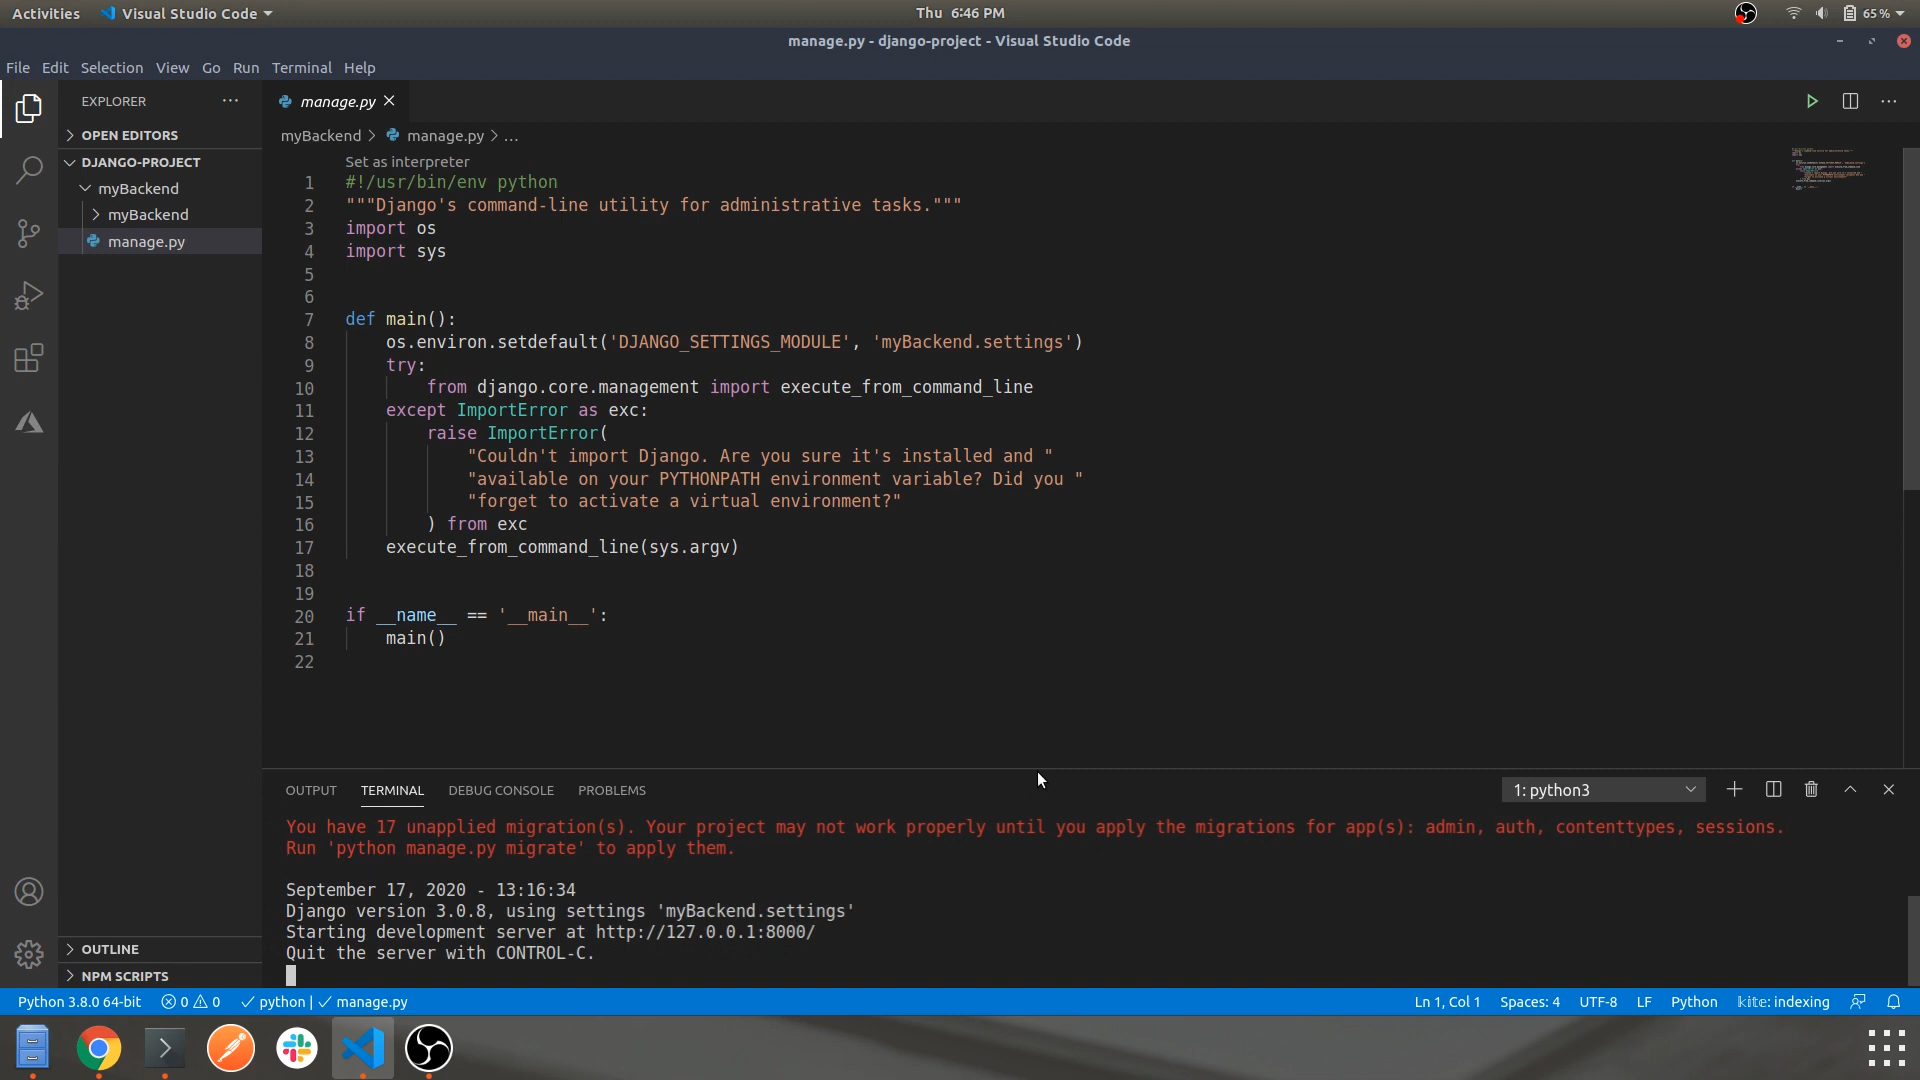 Activities
Visual Studio Code
Thu 6:46 PM
65 %
manage.py - django-project - Visual Studio Code
File Edit Selection View Go Run Terminal Help
EXPLORER
OPEN EDITORS
DJANGO-PROJECT
myBackend
myBackend
manage.py
OUTLINE
NPM SCRIPTS
manage.py
myBackend > manage.py > ...
Set as interpreter
1 #!/usr/bin/env python
2 """Django's command-line utility for administrative tasks."""
3 import os
4 import sys
5
6
7 def main():
8     os.environ.setdefault('DJANGO_SETTINGS_MODULE', 'myBackend.settings')
9     try:
10         from django.core.management import execute_from_command_line
11     except ImportError as exc:
12         raise ImportError(
13             "Couldn't import Django. Are you sure it's installed and "
14             "available on your PYTHONPATH environment variable? Did you "
15             "forget to activate a virtual environment?"
16         ) from exc
17     execute_from_command_line(sys.argv)
18
19
20 if __name__ == '__main__':
21     main()
22
OUTPUT TERMINAL DEBUG CONSOLE PROBLEMS
1: python3
You have 17 unapplied migration(s). Your project may not work properly until you apply the migrations for app(s): admin, auth, contenttypes, sessions.
Run 'python manage.py migrate' to apply them.
September 17, 2020 - 13:16:34
Django version 3.0.8, using settings 'myBackend.settings'
Starting development server at http://127.0.0.1:8000/
Quit the server with CONTROL-C.
Python 3.8.0 64-bit 0 0 python | manage.py
Ln 1, Col 1 Spaces: 4 UTF-8 LF Python kite: indexing